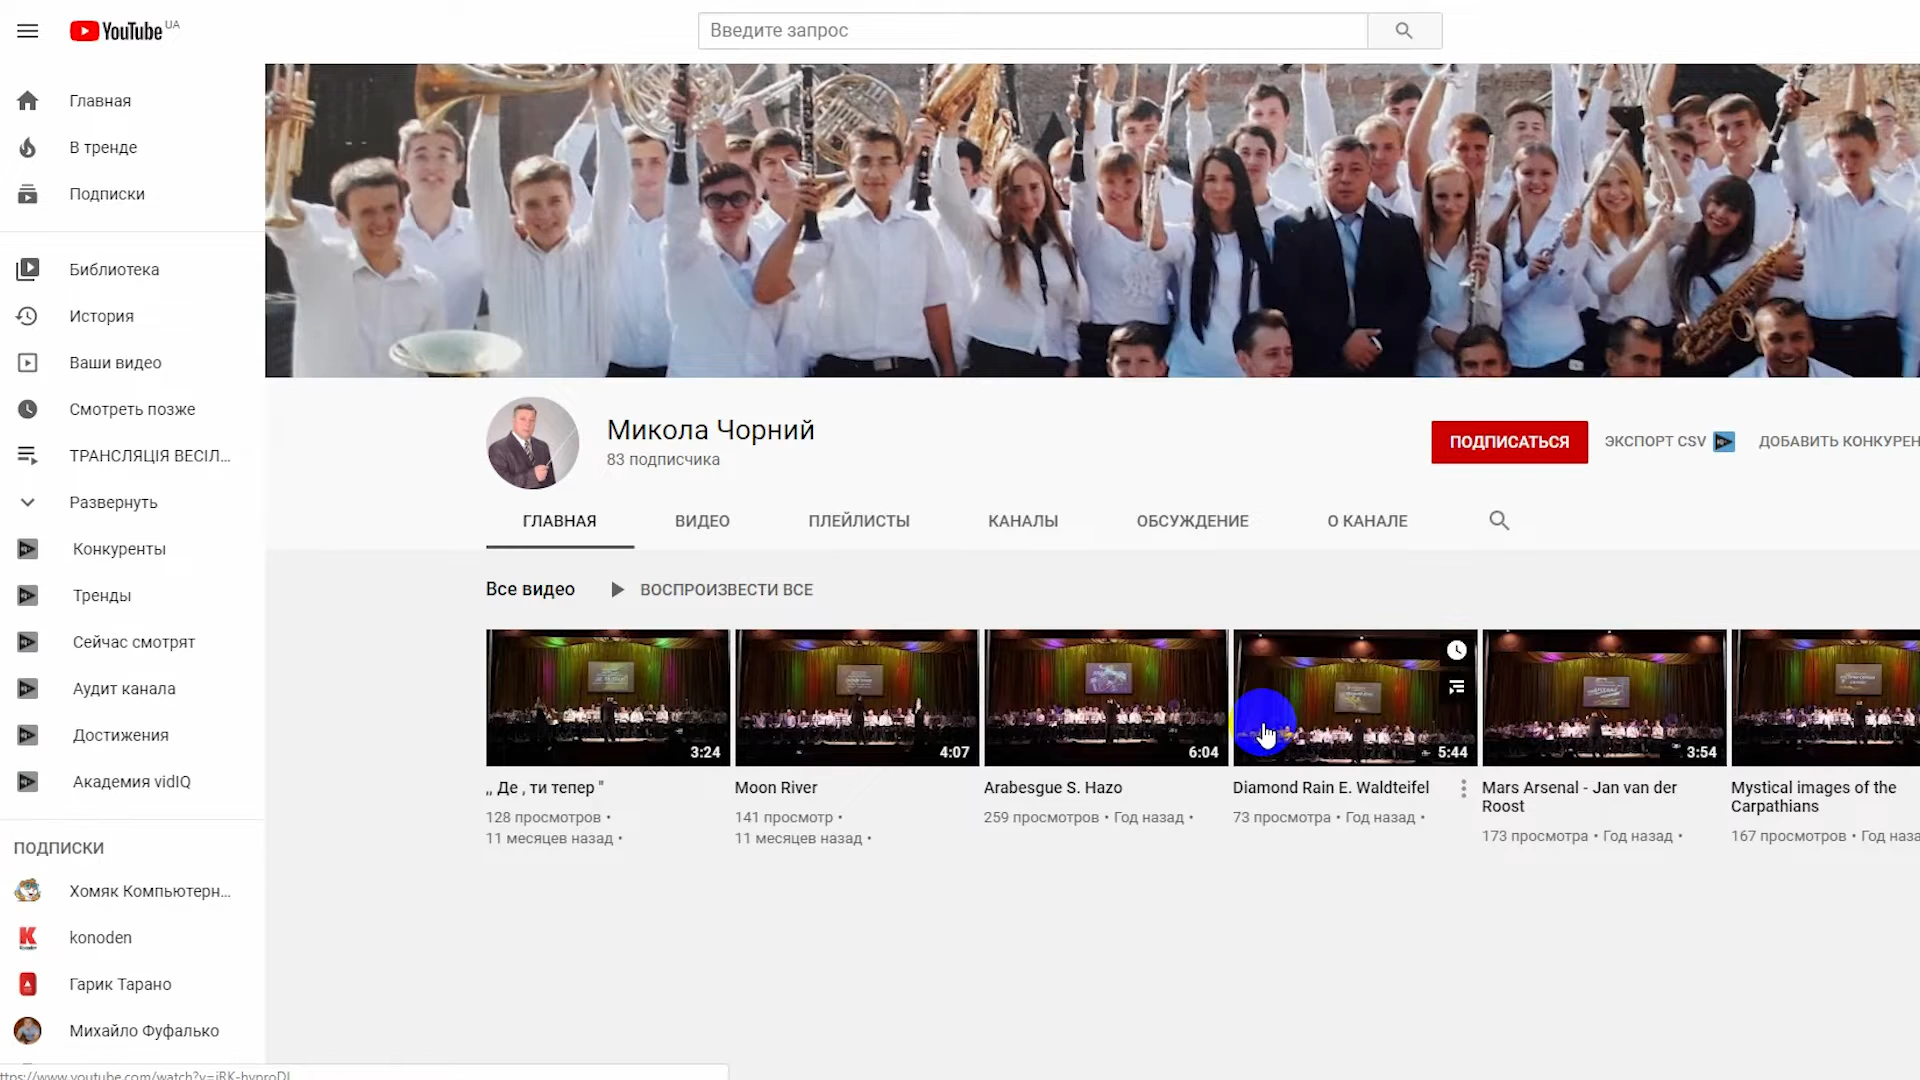 YouTube UA
Введите запрос
Главная
В тренде
Подписки
Библиотека
История
Ваши видео
Смотреть позже
ТРАНСЛЯЦІЯ ВЕСІЛ...
Развернуть
Конкуренты
Тренды
Сейчас смотрят
Аудит канала
Достижения
Академия vidIQ
ПОДПИСКИ
Хомяк Компьютерн...
konoden
Гарик Тарано
Михайло Фуфалько
Микола Чорний
83 подписчика
ПОДПИСАТЬСЯ
ЭКСПОРТ CSV
ДОБАВИТЬ КОНКУРЕН
ГЛАВНАЯ ВИДЕО ПЛЕЙЛИСТЫ КАНАЛЫ ОБСУЖДЕНИЕ О КАНАЛЕ
Все видео ВОСПРОИЗВЕСТИ ВСЕ
3:24
,, Де , ти тепер "
128 просмотров •
11 месяцев назад •
4:07
Moon River
141 просмотр •
11 месяцев назад •
6:04
Arabesgue S. Hazo
259 просмотров • Год назад •
5:44
Diamond Rain E. Waldteifel
73 просмотра • Год назад •
3:54
Mars Arsenal - Jan van der
Roost
173 просмотра • Год назад •
Mystical images of the
Carpathians
167 просмотров • Год наза